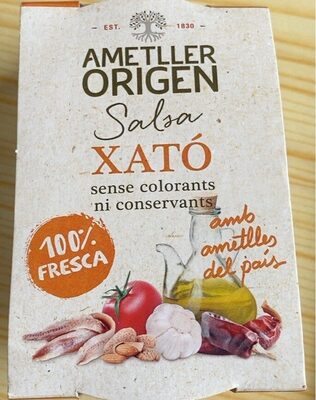 EST. 1830
AMETLLER
ORIGEN
Salsa
XATÓ
sense colorants
ni conservants
100%
FRESCA
amb
ametlles
del país